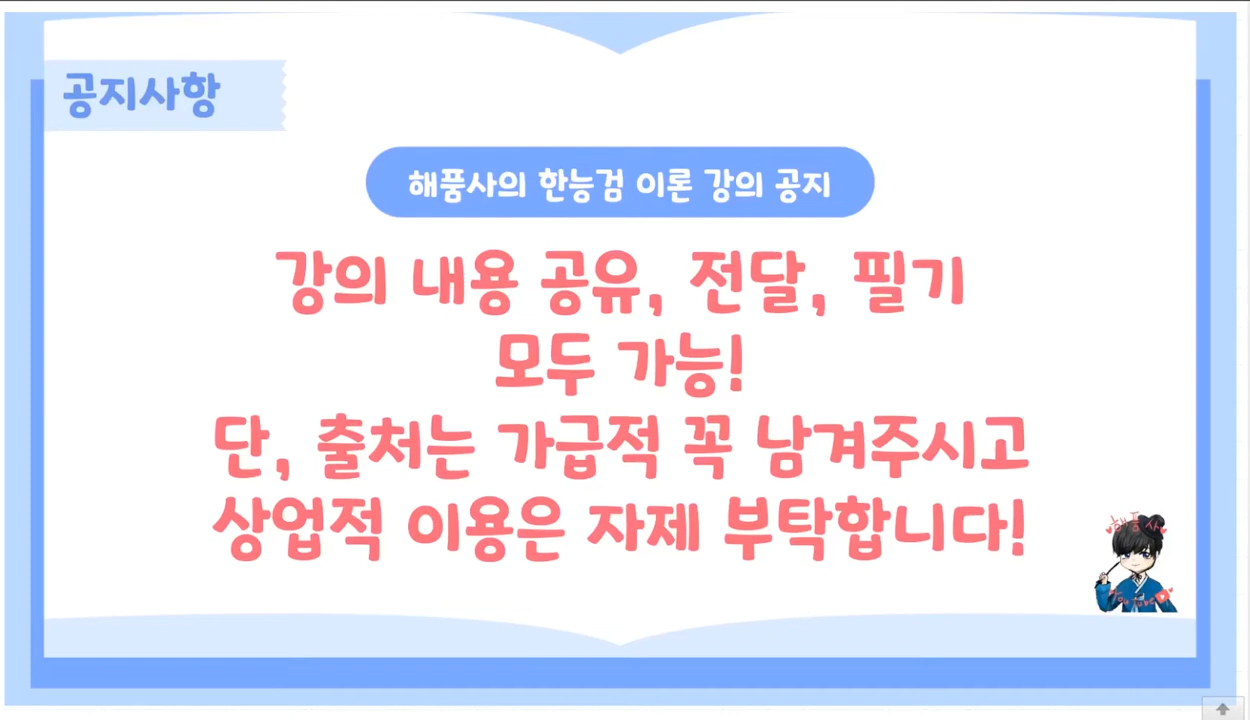 공지사항
해품사의 한능검 이론 강의 공지
강의 내용 공유, 전달, 필기
모두 가능!
단, 출처는 가급적 꼭 남겨주시고
상업적 이용은 자제 부탁합니다!
해품사
YouTube